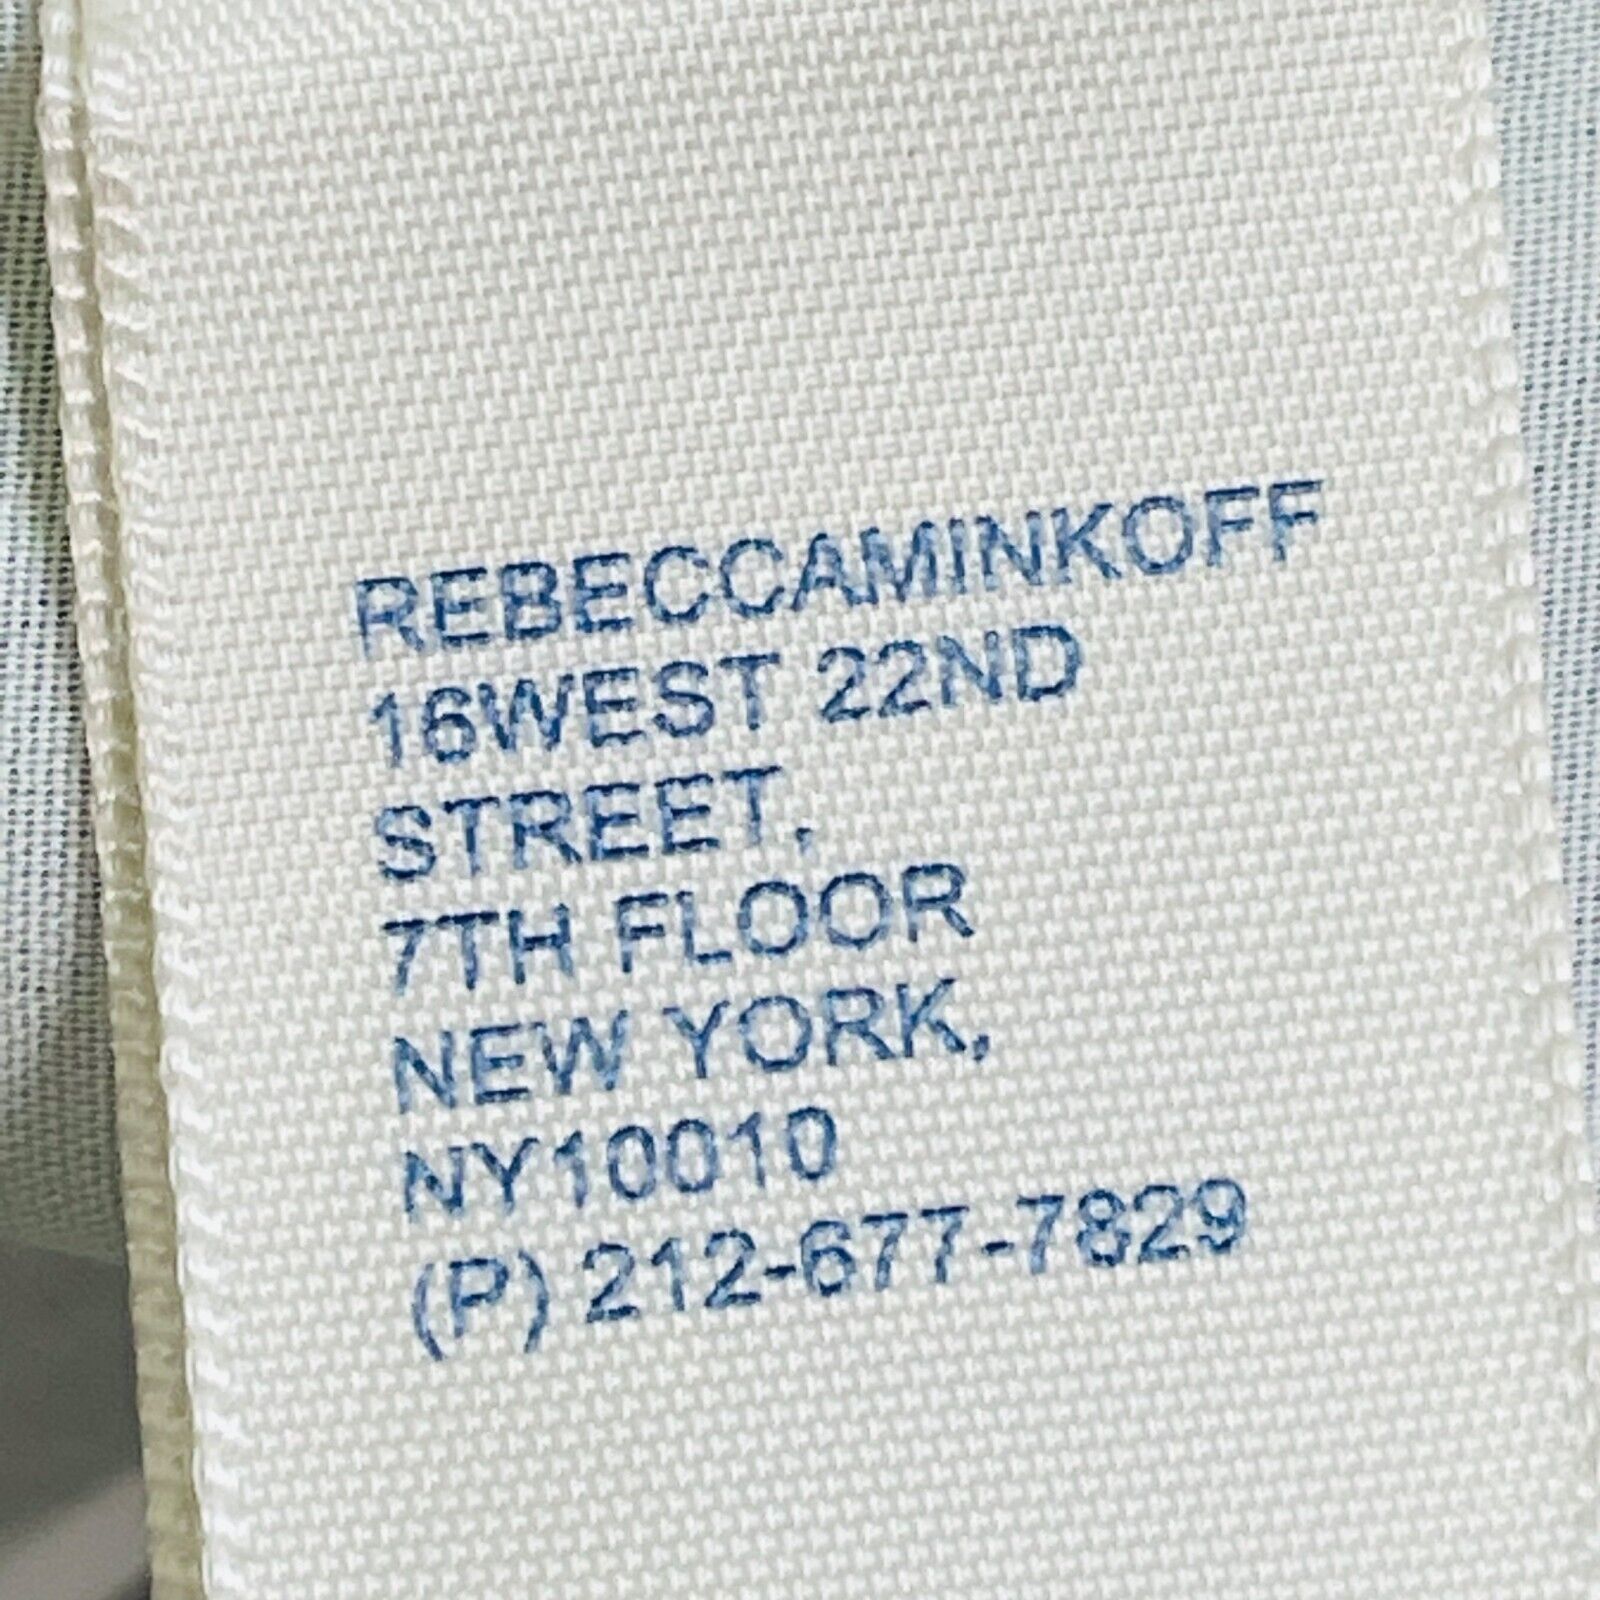 REBECCAMINKOFF
16WEST 22ND
STREET,
7TH FLOOR
NEW YORK,
NY10010
(P) 212-677-7829